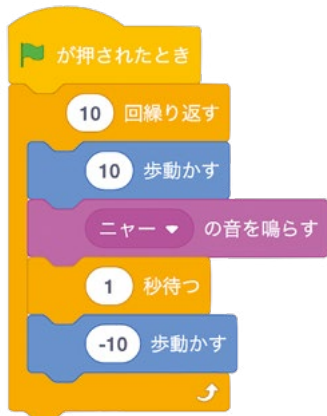 が押されたとき
10 回繰り返す
10 歩動かす
ニャー の音を鳴らす
1 秒待つ
-10 歩動かす